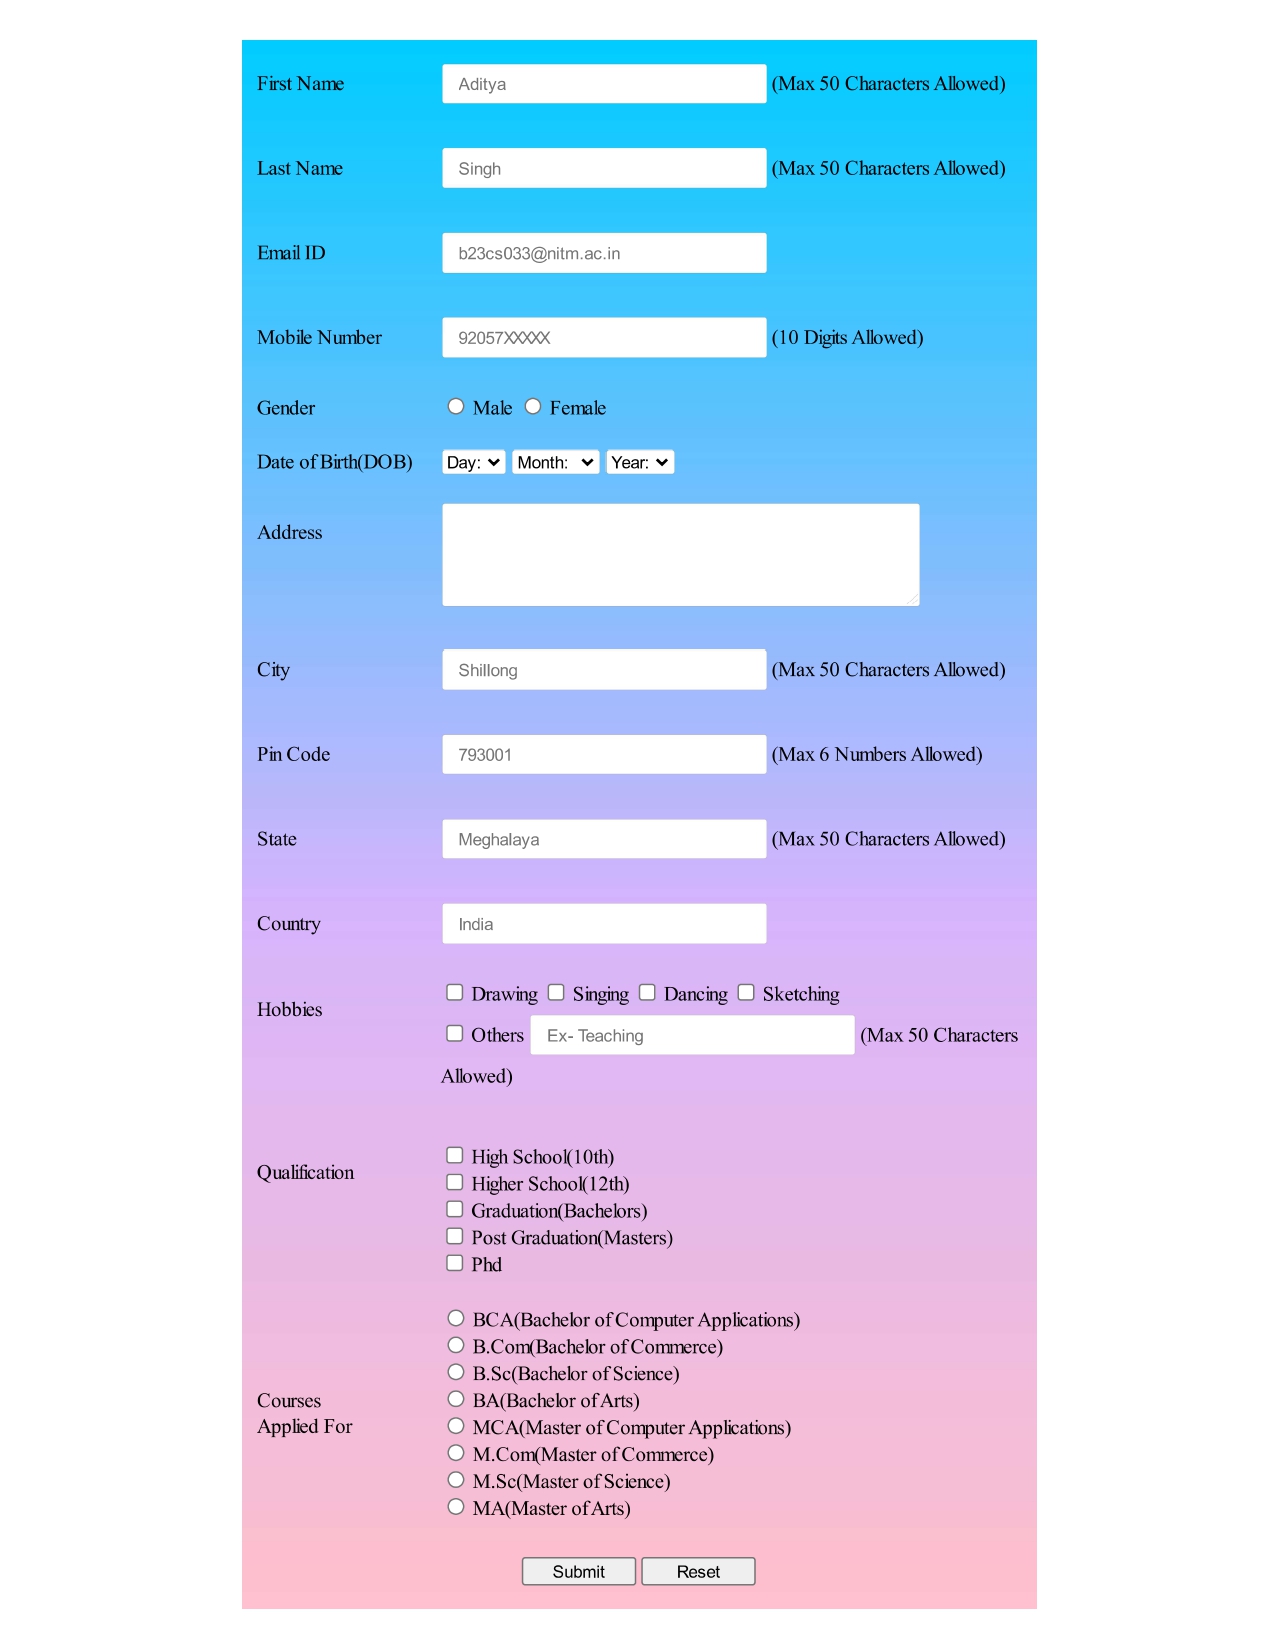 First Name Aditya (Max 50 Characters Allowed)
Last Name Singh (Max 50 Characters Allowed)
Email ID b23cs033@nitm.ac.in
Mobile Number 92057XXXXX (10 Digits Allowed)
Gender Male Female
Date of Birth(DOB) Day: Month: Year:
Address
City Shillong (Max 50 Characters Allowed)
Pin Code 793001 (Max 6 Numbers Allowed)
State Meghalaya (Max 50 Characters Allowed)
Country India
Hobbies
Drawing Singing Dancing Sketching
Others Ex- Teaching (Max 50 Characters
Allowed)
Qualification
High School(10th)
Higher School(12th)
Graduation(Bachelors)
Post Graduation(Masters)
Phd
Courses
Applied For
BCA(Bachelor of Computer Applications)
B.Com(Bachelor of Commerce)
B.Sc(Bachelor of Science)
BA(Bachelor of Arts)
MCA(Master of Computer Applications)
M.Com(Master of Commerce)
M.Sc(Master of Science)
MA(Master of Arts)
Submit Reset